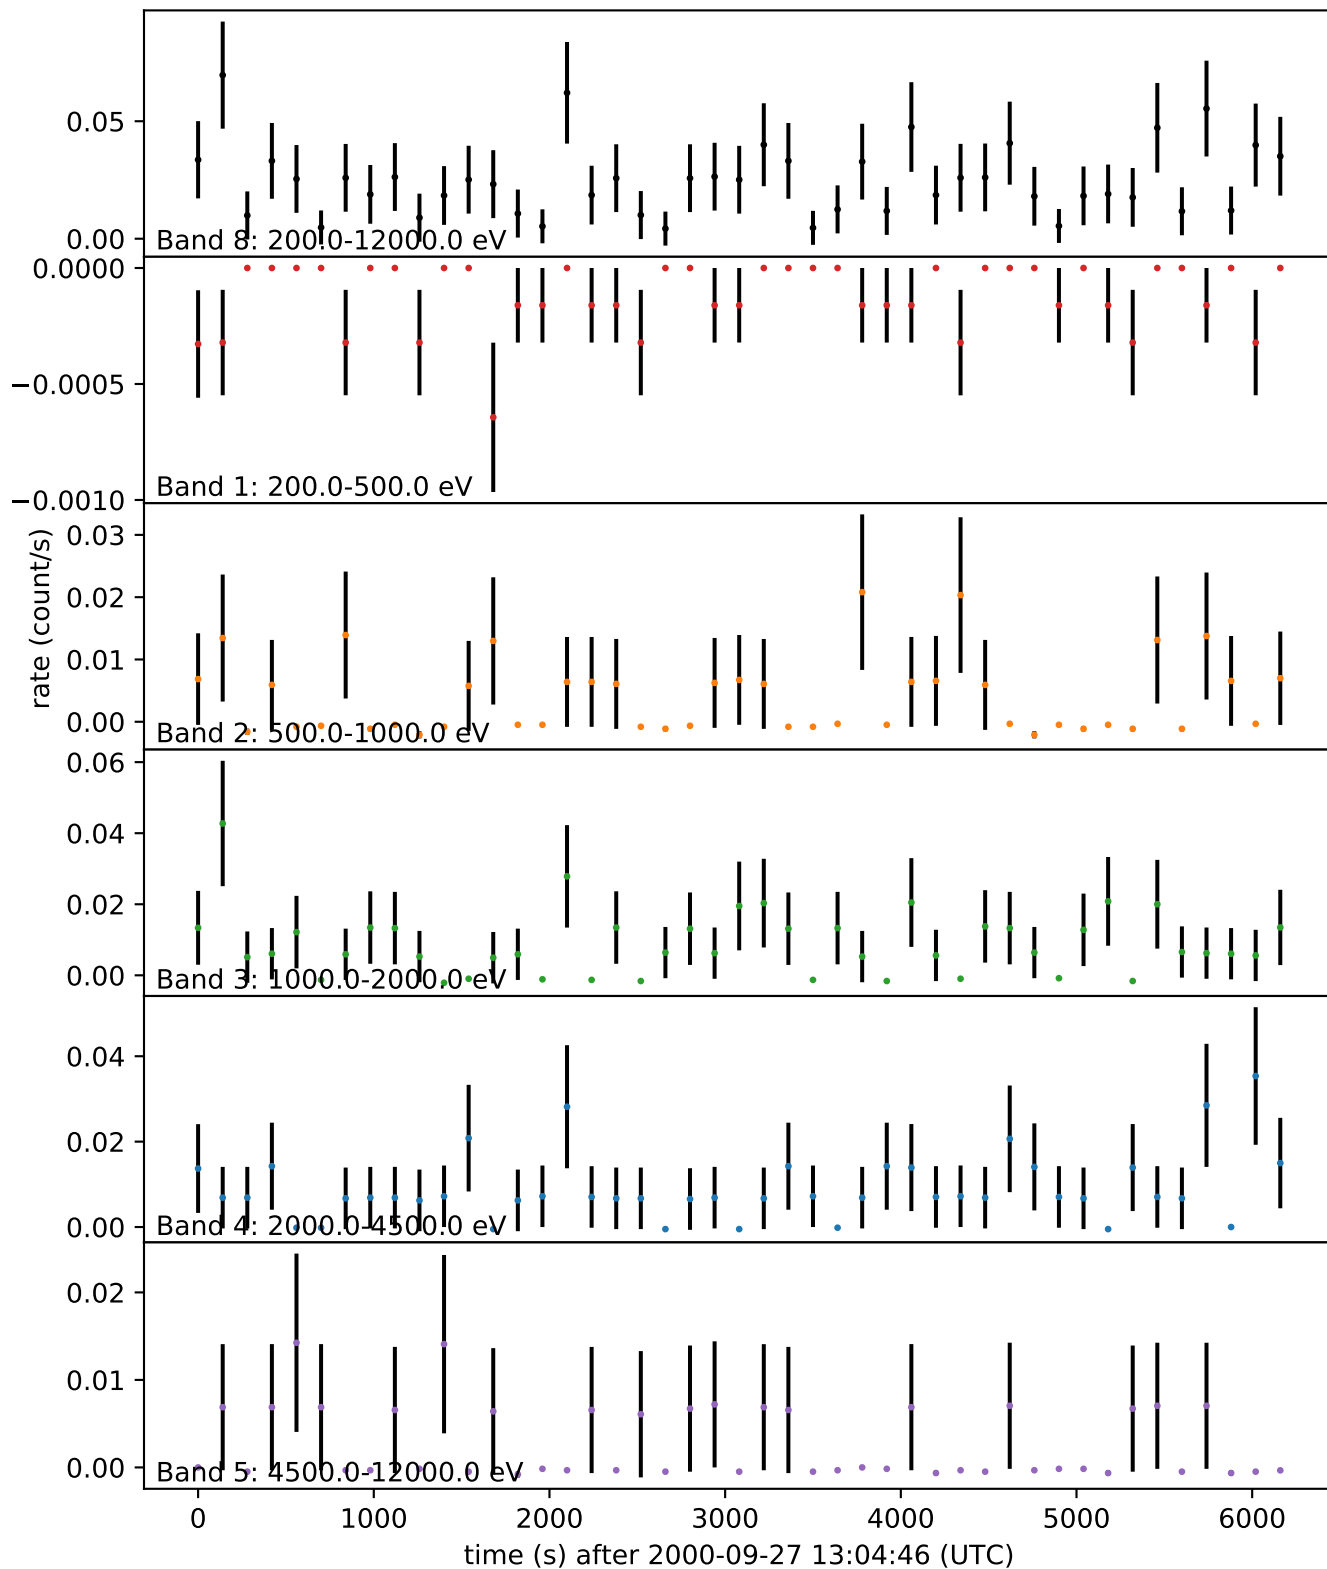 0.05
0.00
Band 8: 200.0-12000.0 eV
0.0000
−0.0005
−0.0010
Band 1: 200.0-500.0 eV
rate (count/s)
0.03
0.02
0.01
0.00
Band 2: 500.0-1000.0 eV
0.06
0.04
0.02
0.00
Band 3: 1000.0-2000.0 eV
0.04
0.02
0.00
Band 4: 2000.0-4500.0 eV
0.02
0.01
0.00
Band 5: 4500.0-12000.0 eV
0 1000 2000 3000 4000 5000 6000
time (s) after 2000-09-27 13:04:46 (UTC)